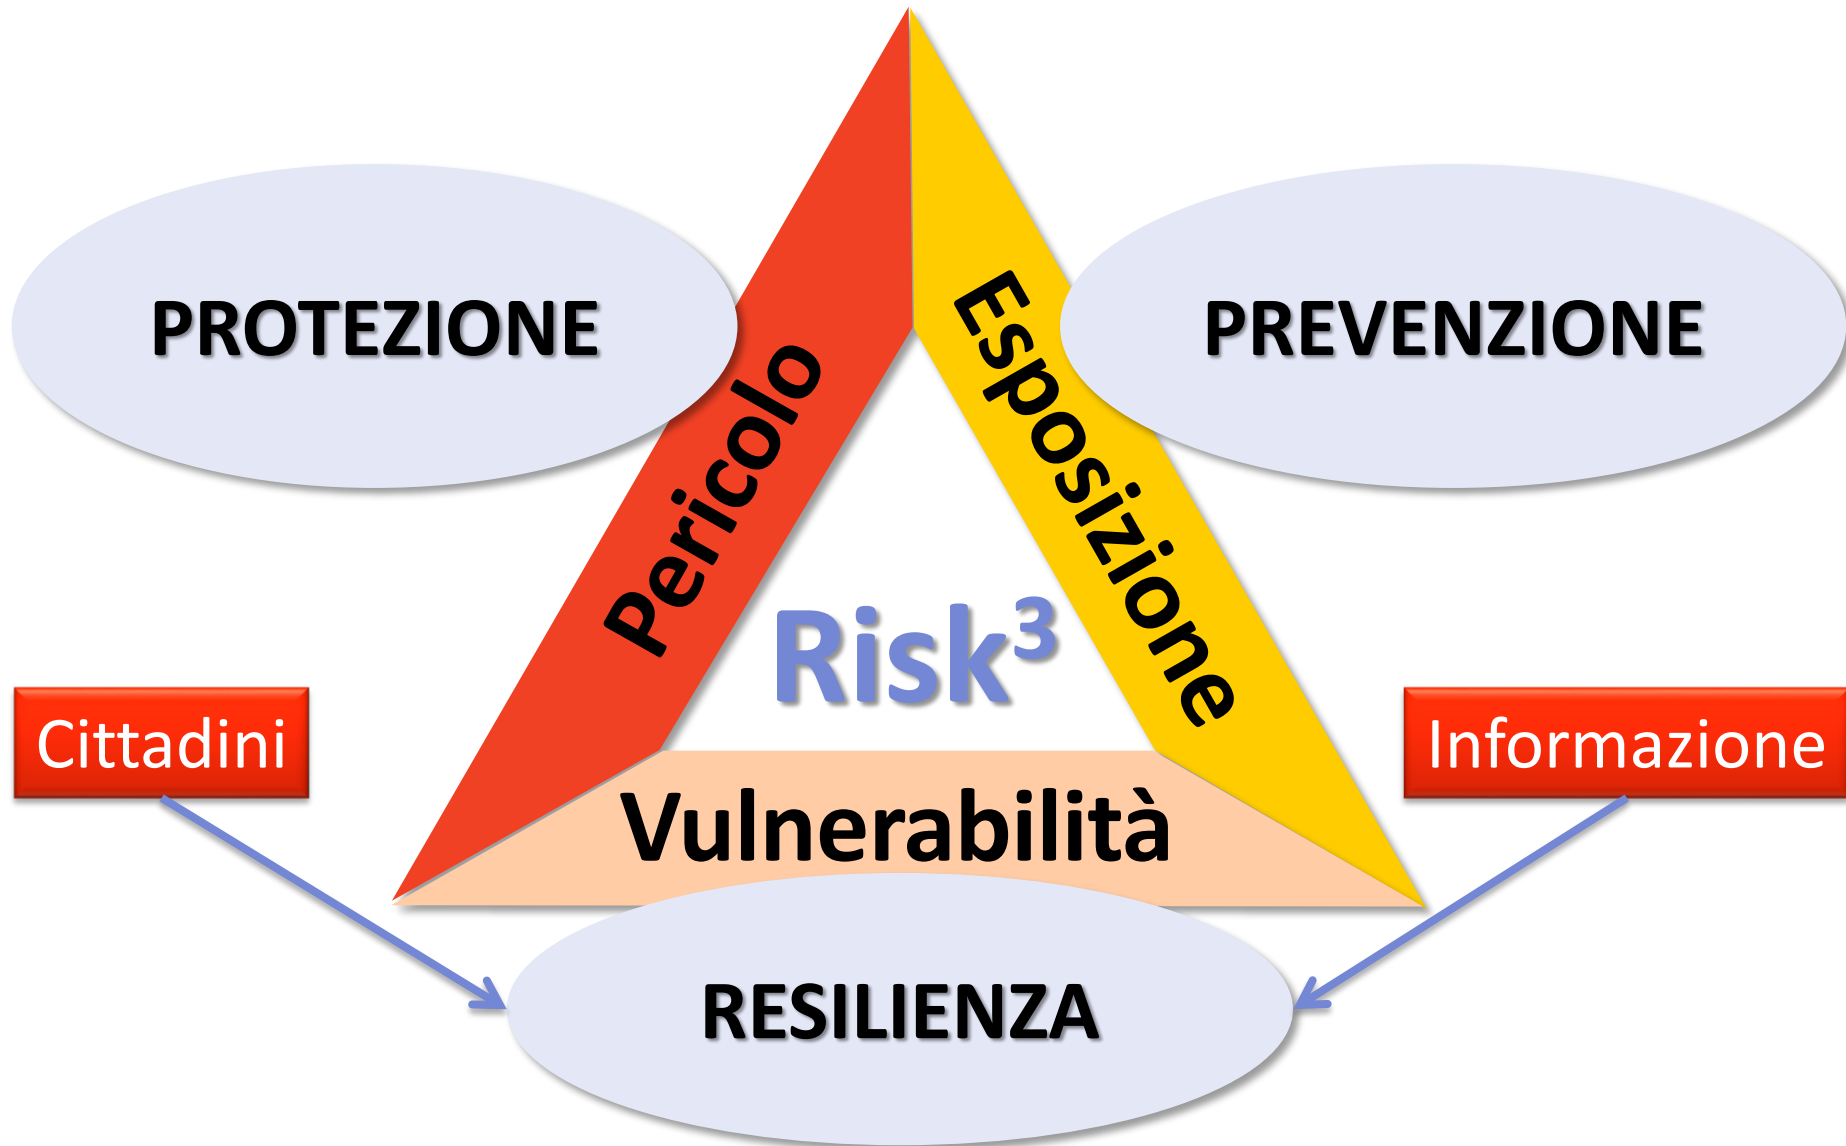 PROTEZIONE
PREVENZIONE
Pericolo
Esposizione
Risk³
Cittadini
Informazione
Vulnerabilità
RESILIENZA